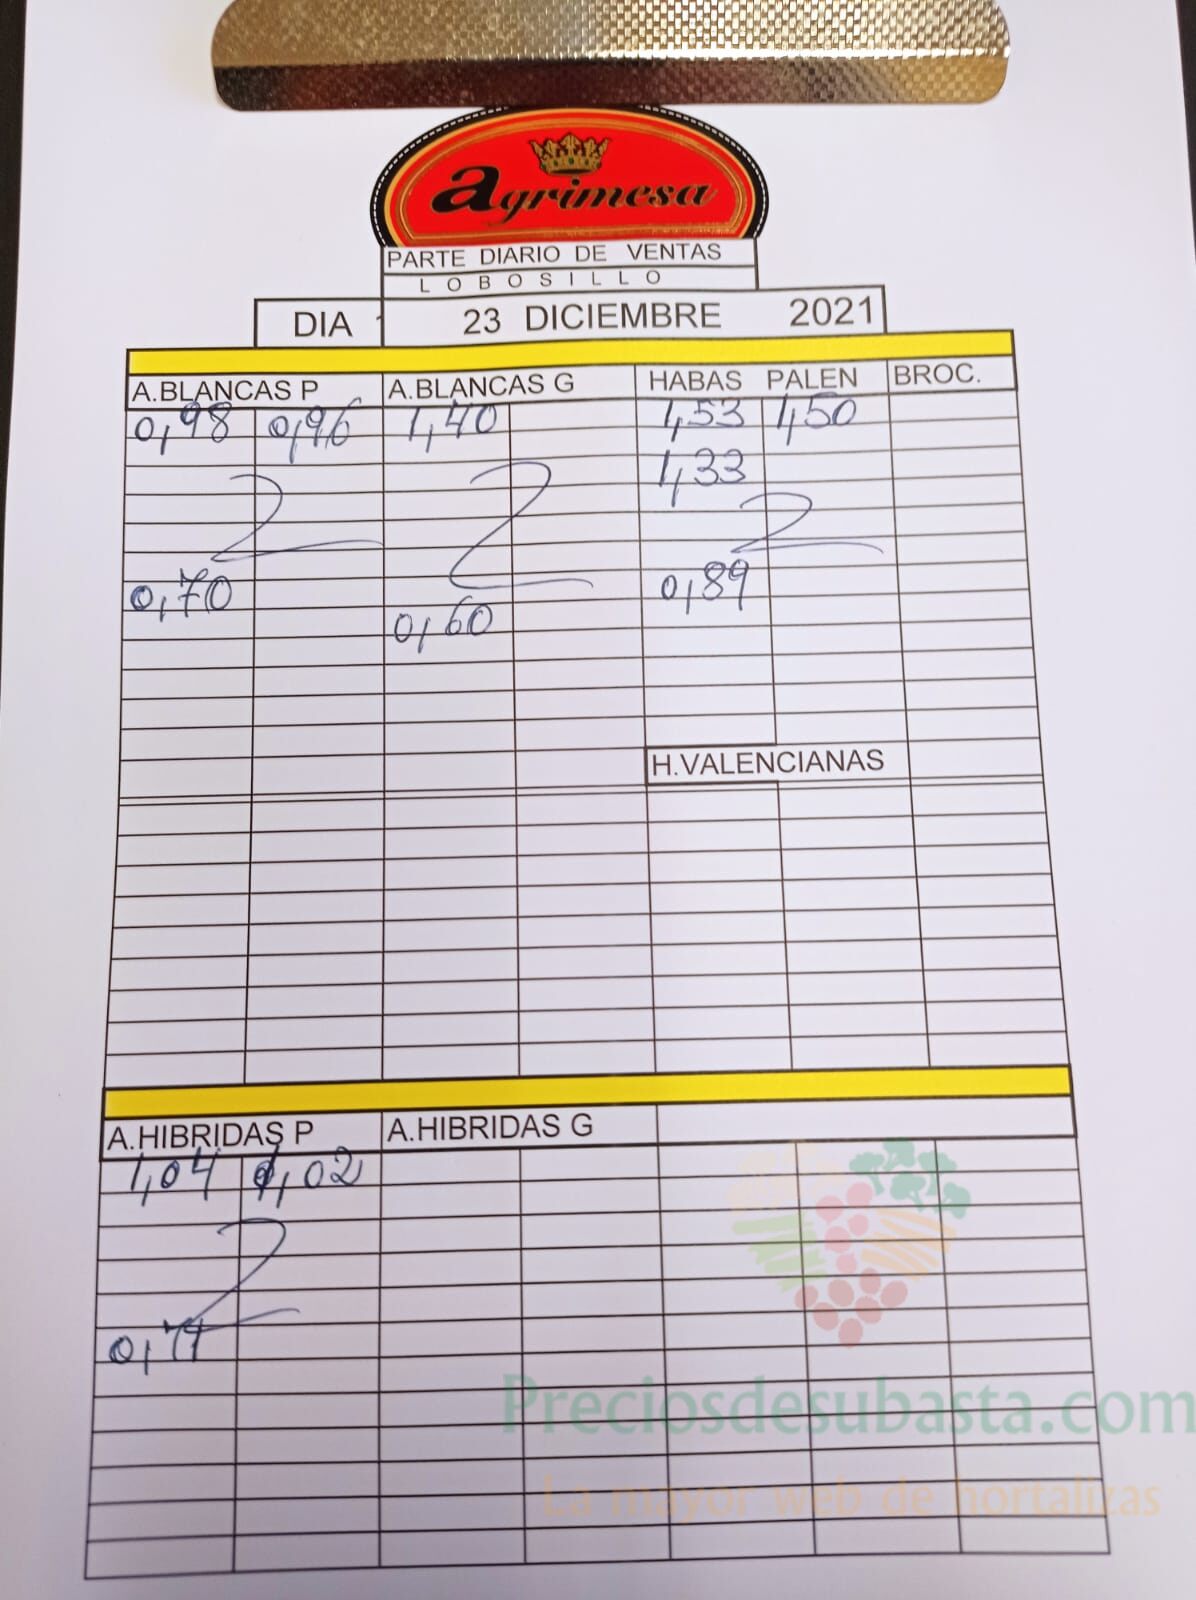 agrimesa
PARTE DIARIO DE VENTAS
LOBOSILLO
DIA 23 DICIEMBRE 2021
A.BLANCAS P A.BLANCAS G HABAS PALEN BROC.
0,98 0,96 1,40 1,53 1,50
1,33
0,70 0,89
0,60
H.VALENCIANAS
A.HIBRIDAS P A.HIBRIDAS G
1,04 1,02
Preciosdesubasta.com
La mayor web de hortalizas